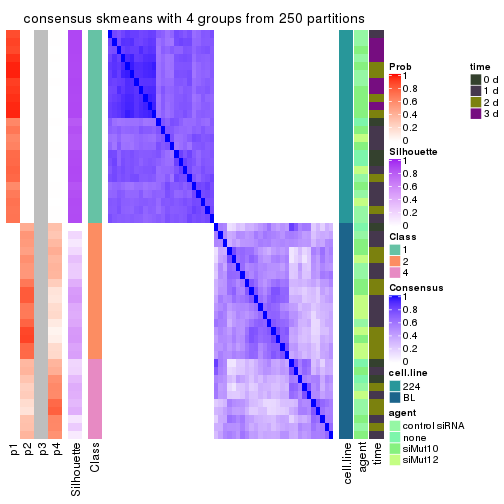 consensus skmeans with 4 groups from 250 partitions
Prob
1
0.8
0.6
0.4
0.2
0
time
0 d
1 d
2 d
3 d
Silhouette
1
0.8
0.6
0.4
0.2
0
Class
1
2
4
Consensus
1
0.8
0.6
0.4
0.2
0
cell.line
224
BL
agent
control siRNA
none
siMut10
siMut12
p1
p2
p3
p4
Silhouette
Class
cell.line
agent
time